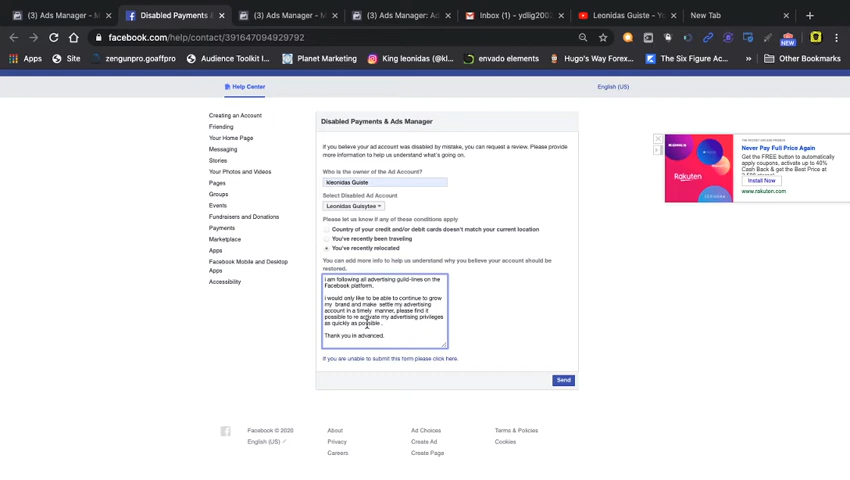 (3) Ads Manager - M
Disabled Payments &
(3) Ads Manager - M
(3) Ads Manager: Ad
Inbox (1) - ydlig200
Leonidas Guiste - Y
New Tab
facebook.com/help/contact/391647049929792
NEW
Apps
Site
zengunpro.goaffpro
Audience Toolkit I...
Planet Marketing
King leonidas (@kl...
envado elements
Hugo's Way Forex...
The Six Figure Ac...
»
Other Bookmarks
Help Center
English (US)
Creating an Account
Friending
Your Home Page
Messaging
Stories
Your Photos and Videos
Pages
Groups
Events
Fundraisers and Donations
Payments
Marketplace
Apps
Facebook Mobile and Desktop
Apps
Accessibility
Disabled Payments & Ads Manager
If you believe your ad account was disabled by mistake, you can request a review. Please provide
more information to help us understand what's going on.
Who is the owner of the Ad Account?
kleonidas Guiste
Select Disabled Ad Account
Leonidas Guisytee
Please let us know if any of these conditions apply
Country of your credit and/or debit cards doesn't match your current location
You've recently been traveling
You've recently relocated
You can add more info to help us understand why you believe your account should be
restored.
i am following all advertising guild-lines on the
Facebook platform.
i would only like to be able to continue to grow
my brand and make settle my advertising
account in a timely manner, please find it
possible to re activate my advertising privileges
as quickly as possible .
Thank you in advanced.
If you are unable to submit this form please click here.
Send
Never Pay Full Price Again
Get the FREE button to automatically
apply coupons, activate up to 40%
Cash Back & get the Best Price at
Install Now
www.rakuten.com
Facebook © 2020
English (US)
About
Privacy
Careers
Ad Choices
Create Ad
Create Page
Terms & Policies
Cookies